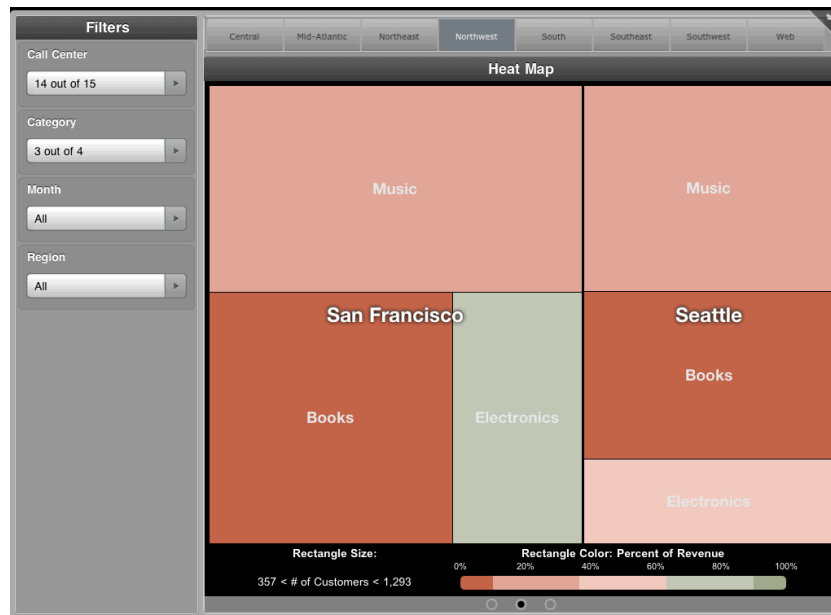 Filters
Call Center
14 out of 15
Category
3 out of 4
Month
All
Region
All
Central Mid-Atlantic Northeast Northwest South Southeast Southwest Web
Heat Map
Music Music
San Francisco Seattle
Books
Books Electronics
Electronics
Rectangle Size: Rectangle Color: Percent of Revenue
0% 20% 40% 60% 80% 100%
357 < # of Customers < 1,293